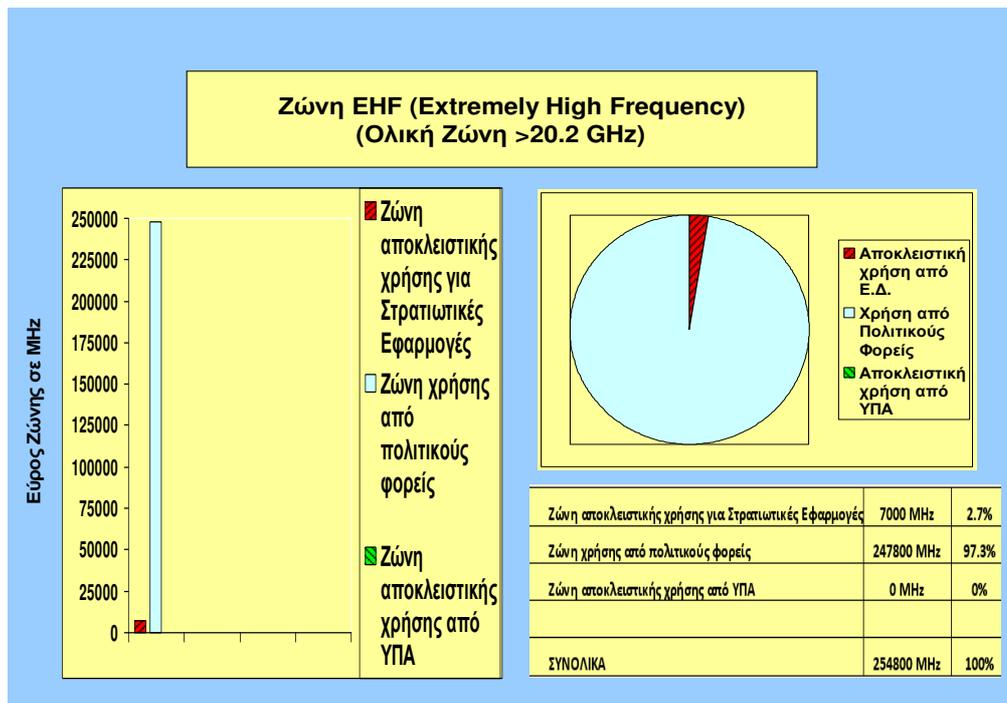 Ζώνη EHF (Extremely High Frequency)
(Ολική Ζώνη >20.2 GHz)
Εύρος Ζώνης σε MHz
250000
225000
200000
175000
150000
125000
100000
75000
50000
25000
0
Ζώνη
αποκλειστικής
χρήσης για
Στρατιωτικές
Εφαρμογές
Ζώνη χρήσης
από
πολιτικούς
φορείς
Ζώνη
αποκλειστικής
χρήσης από
ΥΠΑ
Αποκλειστική
χρήση από
Ε.Δ.
Χρήση από
Πολιτικούς
Φορείς
Αποκλειστική
χρήση από
ΥΠΑ
Ζώνη αποκλειστικής χρήσης για Στρατιωτικές Εφαρμογές 7000 MHz 2.7%
Ζώνη χρήσης από πολιτικούς φορείς 247800 MHz 97.3%
Ζώνη αποκλειστικής χρήσης από ΥΠΑ 0 MHz 0%
ΣΥΝΟΛΙΚΑ 254800 MHz 100%